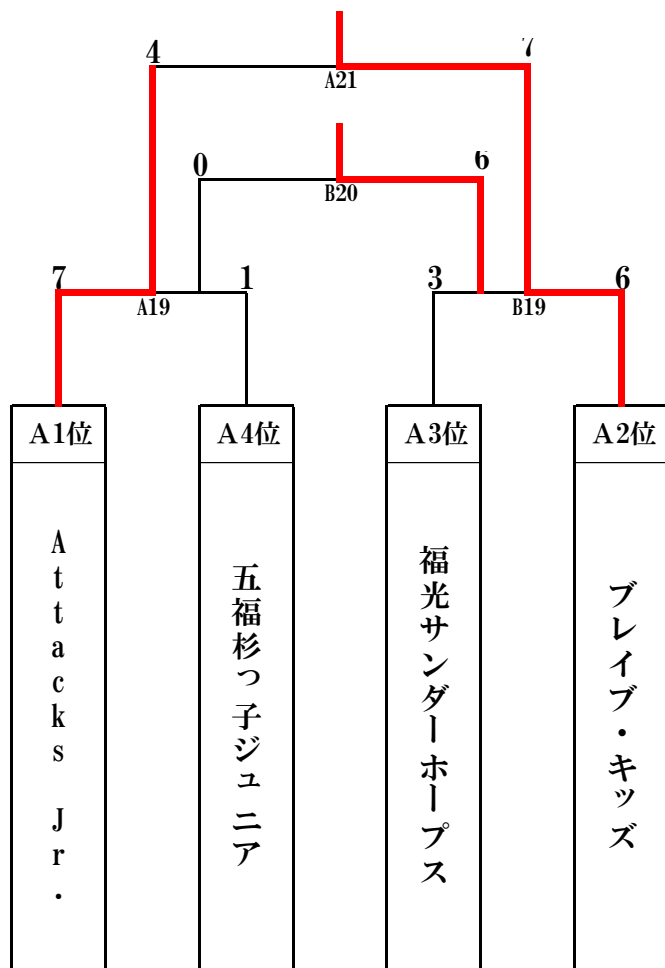 4
7
A21
0
6
B20
7
1
3
6
A19
B19
A1位
A4位
A3位
A2位
Attacks Jr.
五福杉っ子ジュニア
福光サンダーホープス
ブレイブ・キッズ